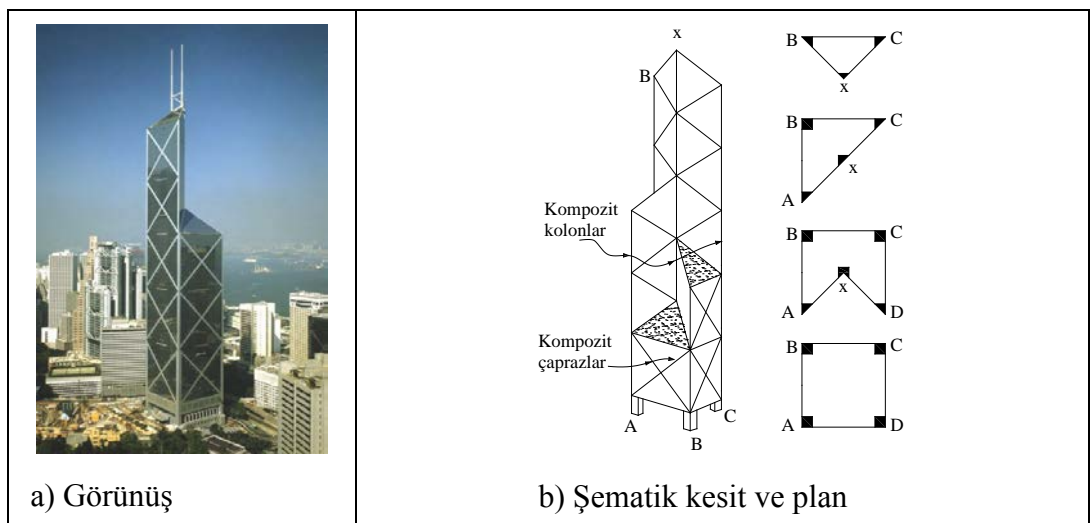 x
B
Kompozit
kolonlar
Kompozit
çaprazlar
A
B
C
B C
x
B C
x
A
B C
x
A D
B C
A D
a) Görünüş
b) Şematik kesit ve plan